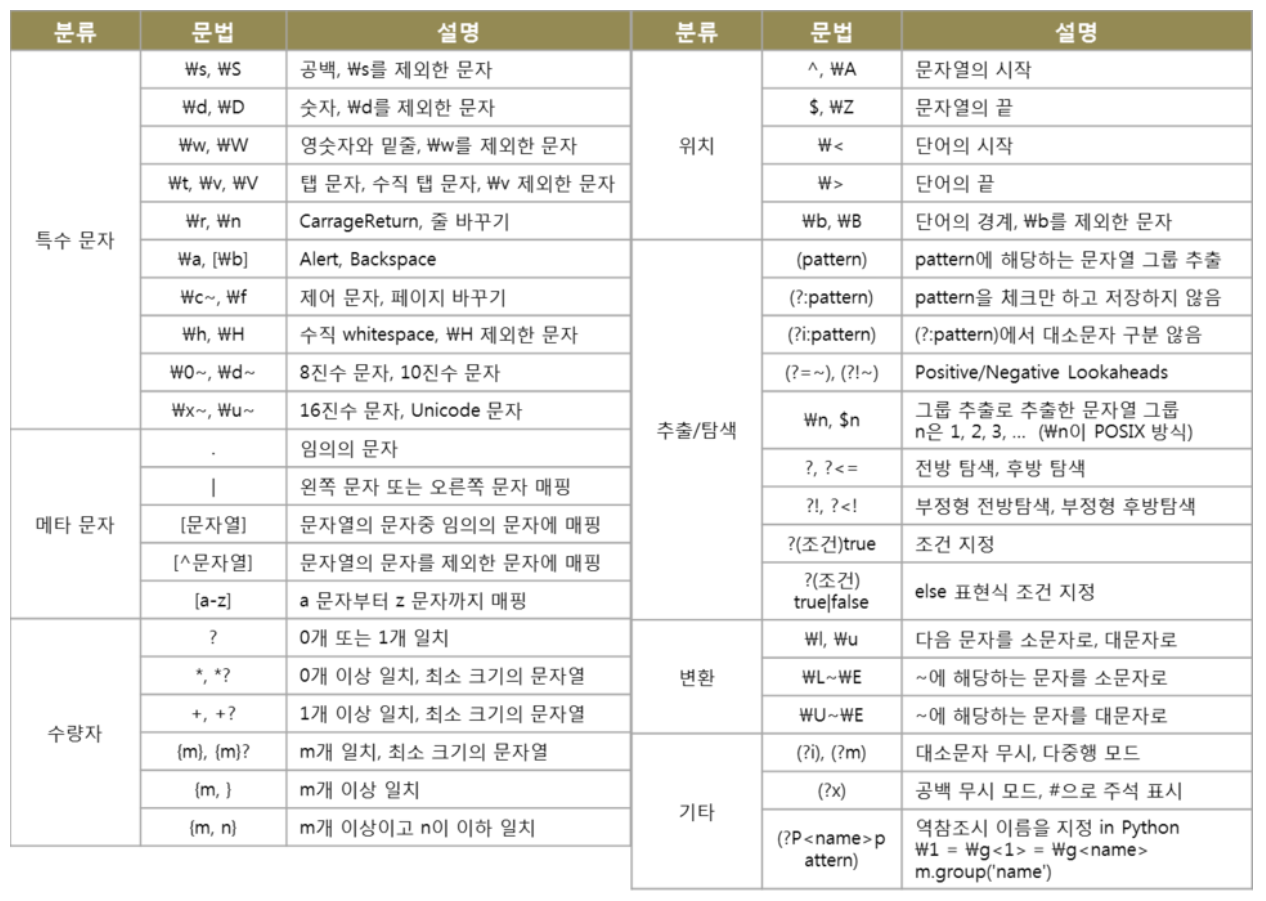 분류 문법 설명
특수 문자
₩s, ₩S 공백, ₩s를 제외한 문자
₩d, ₩D 숫자, ₩d를 제외한 문자
₩w, ₩W 영숫자와 밑줄, ₩w를 제외한 문자
₩t, ₩v, ₩V 탭 문자, 수직 탭 문자, ₩v 제외한 문자
₩r, ₩n CarrageReturn, 줄 바꾸기
₩a, [₩b] Alert, Backspace
₩c~, ₩f 제어 문자, 페이지 바꾸기
₩h, ₩H 수직 whitespace, ₩H 제외한 문자
₩0~, ₩d~ 8진수 문자, 10진수 문자
₩x~, ₩u~ 16진수 문자, Unicode 문자
메타 문자
. 임의의 문자
| 왼쪽 문자 또는 오른쪽 문자 매핑
[문자열] 문자열의 문자중 임의의 문자에 매핑
[^문자열] 문자열의 문자를 제외한 문자에 매핑
[a-z] a 문자부터 z 문자까지 매핑
수량자
? 0개 또는 1개 일치
*, *? 0개 이상 일치, 최소 크기의 문자열
+, +? 1개 이상 일치, 최소 크기의 문자열
{m}, {m}? m개 일치, 최소 크기의 문자열
{m, } m개 이상 일치
{m, n} m개 이상이고 n이 이하 일치
분류 문법 설명
위치
^, ₩A 문자열의 시작
$, ₩Z 문자열의 끝
₩< 단어의 시작
₩> 단어의 끝
₩b, ₩B 단어의 경계, ₩b를 제외한 문자
추출/탐색
(pattern) pattern에 해당하는 문자열 그룹 추출
(?:pattern) pattern을 체크만 하고 저장하지 않음
(?i:pattern) (?:pattern)에서 대소문자 구분 않음
(?=~), (?!~) Positive/Negative Lookaheads
₩n, $n 그룹 추출로 추출한 문자열 그룹
n은 1, 2, 3, ... (₩n이 POSIX 방식)
?, ?<= 전방 탐색, 후방 탐색
?!, ?<! 부정형 전방탐색, 부정형 후방탐색
?(조건)true 조건 지정
?(조건)
true|false else 표현식 조건 지정
변환
₩l, ₩u 다음 문자를 소문자로, 대문자로
₩L~₩E ~에 해당하는 문자를 소문자로
₩U~₩E ~에 해당하는 문자를 대문자로
기타
(?i), (?m) 대소문자 무시, 다중행 모드
(?x) 공백 무시 모드, #으로 주석 표시
(?P<name>p
attern)
역참조시 이름을 지정 in Python
₩1 = ₩g<1> = ₩g<name>
m.group('name')